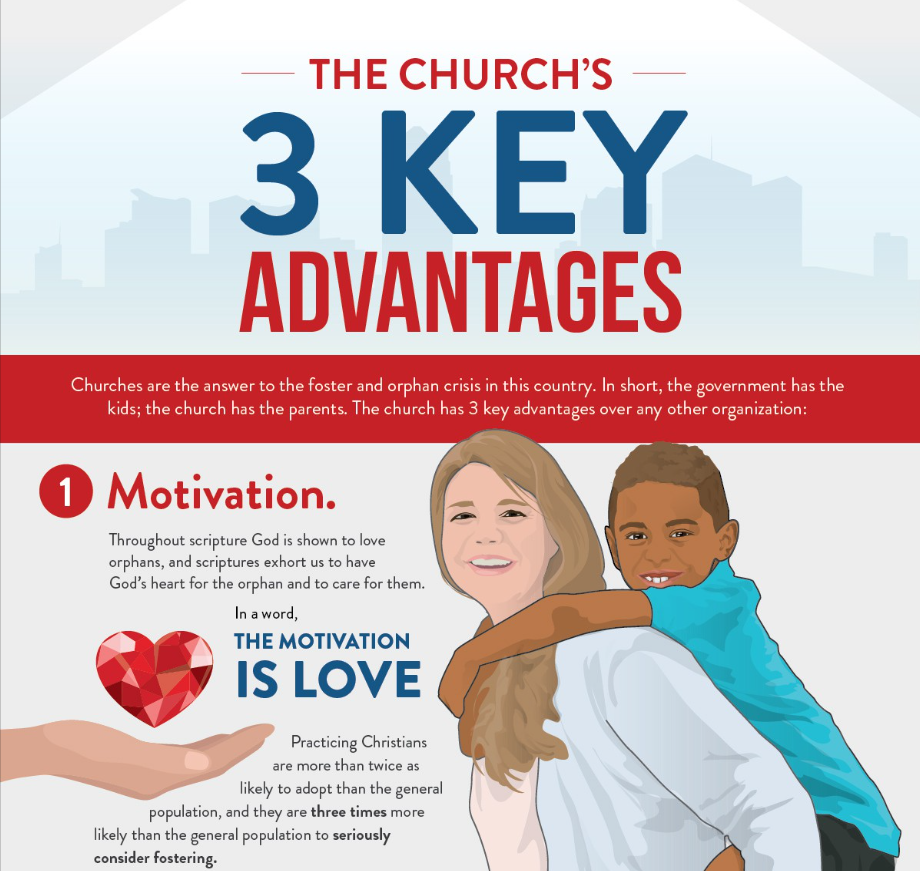 THE CHURCH'S
3 KEY
ADVANTAGES
Churches are the answer to the foster and orphan crisis in this country. In short, the government has the
kids; the church has the parents. The church has 3 key advantages over any other organization:
1 Motivation.
Throughout scripture God is shown to love
orphans, and scriptures exhort us to have
God's heart for the orphan and to care for them.
In a word,
THE MOTIVATION
IS LOVE
Practicing Christians
are more than twice as
likely to adopt than the general
population, and they are three times more
likely than the general population to seriously
consider fostering.